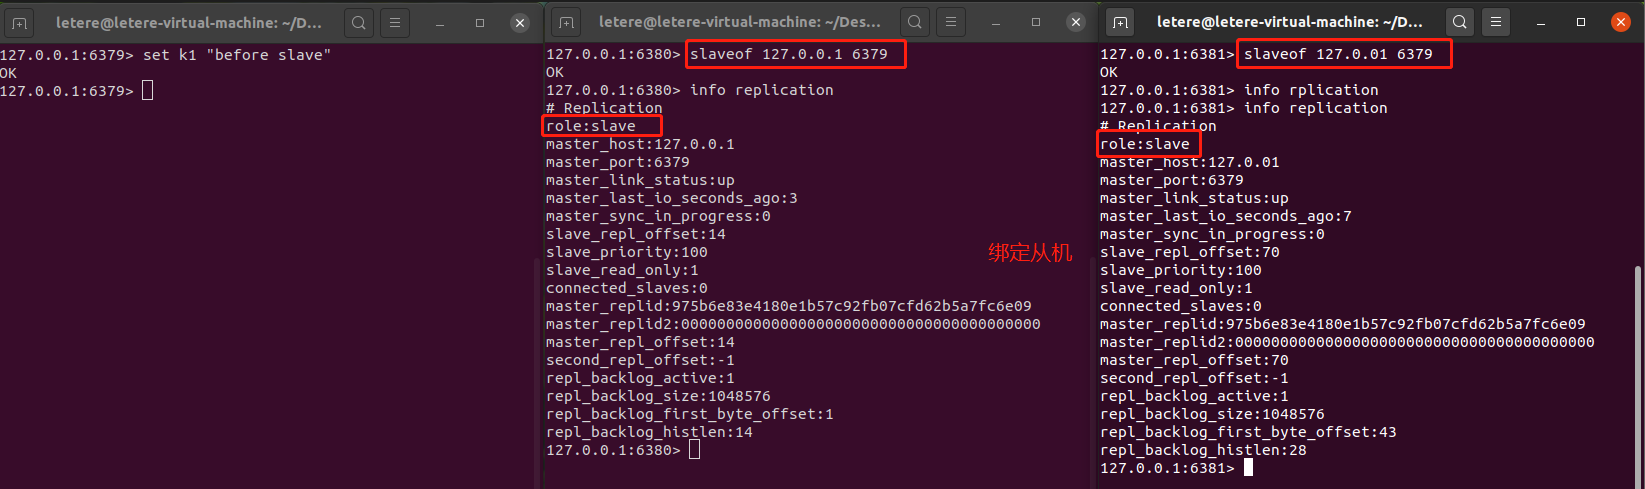 letere@letere-virtual-machine: ~/Des...
127.0.0.1:6379> set k1 "before slave"
OK
127.0.0.1:6379>
letere@letere-virtual-machine: ~/Des...
127.0.0.1:6380> slaveof 127.0.0.1 6379
OK
127.0.0.1:6380> info replication
# Replication
role:slave
master_host:127.0.0.1
master_port:6379
master_link_status:up
master_last_io_seconds_ago:3
master_sync_in_progress:0
slave_repl_offset:14
slave_priority:100
slave_read_only:1
connected_slaves:0
master_replid:975b6e83e4180e1b57c92fb07cfd62b5a7fc6e09
master_replid2:0000000000000000000000000000000000000000
master_repl_offset:14
second_repl_offset:-1
repl_backlog_active:1
repl_backlog_size:1048576
repl_backlog_first_byte_offset:1
repl_backlog_histlen:14
127.0.0.1:6380>
绑定从机
letere@letere-virtual-machine: ~/D...
127.0.0.1:6381> slaveof 127.0.01 6379
OK
127.0.0.1:6381> info rplication
127.0.0.1:6381> info replication
# Replication
role:slave
master_host:127.0.01
master_port:6379
master_link_status:up
master_last_io_seconds_ago:7
master_sync_in_progress:0
slave_repl_offset:70
slave_priority:100
slave_read_only:1
connected_slaves:0
master_replid:975b6e83e4180e1b57c92fb07cfd62b5a7fc6e09
master_replid2:0000000000000000000000000000000000000000
master_repl_offset:70
second_repl_offset:-1
repl_backlog_active:1
repl_backlog_size:1048576
repl_backlog_first_byte_offset:43
repl_backlog_histlen:28
127.0.0.1:6381>